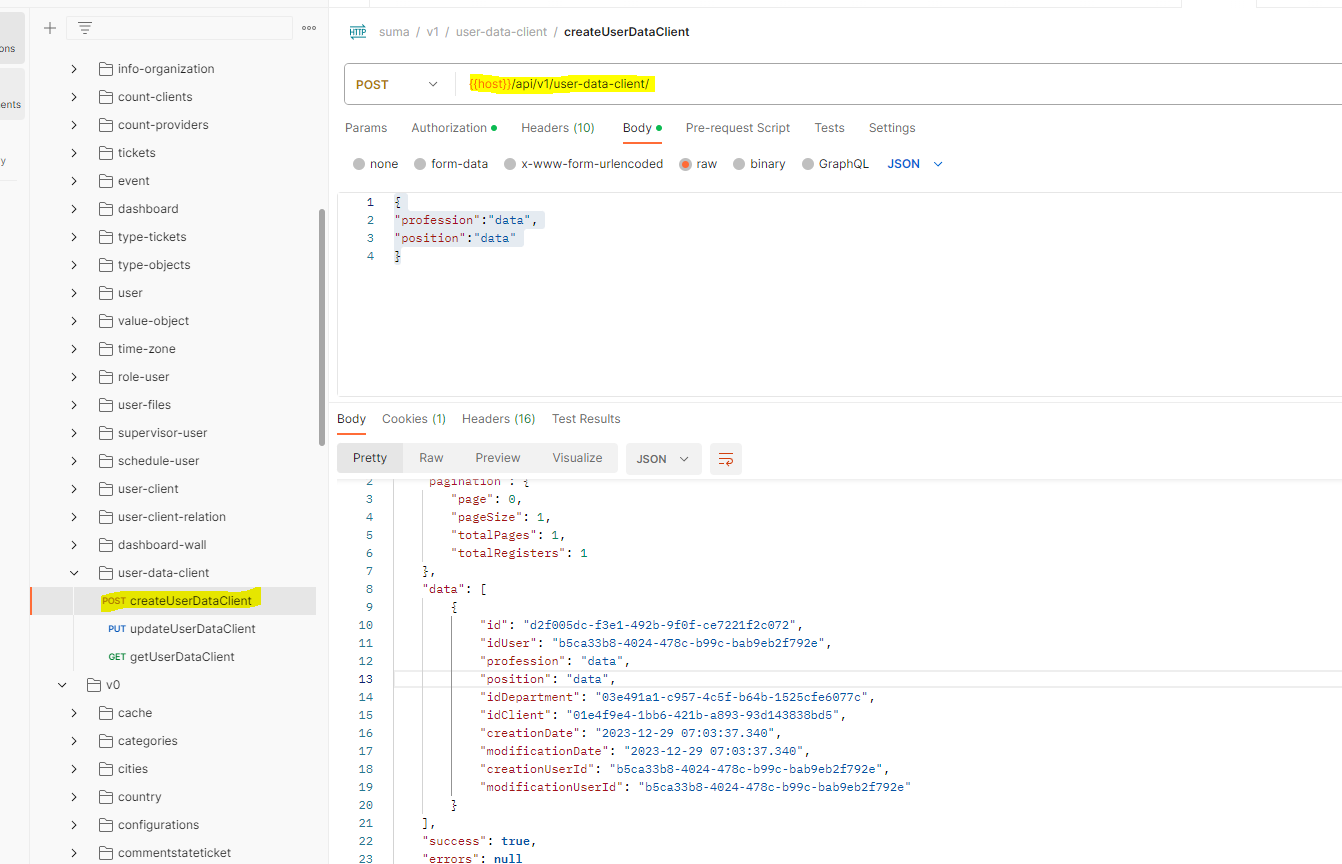 ons
ents
y
info-organization
count-clients
count-providers
tickets
event
dashboard
type-tickets
type-objects
user
value-object
time-zone
role-user
user-files
supervisor-user
schedule-user
user-client
user-client-relation
dashboard-wall
user-data-client
POST createUserDataClient
PUT updateUserDataClient
GET getUserDataClient
v0
cache
categories
cities
country
configurations
commentstateticket
HTTP suma / v1 / user-data-client / createUserDataClient
POST {{host}}/api/v1/user-data-client/
Params Authorization Headers (10) Body Pre-request Script Tests Settings
none form-data x-www-form-urlencoded raw binary GraphQL JSON
1 {
2 "profession":"data",
3 "position":"data"
4 }
Body Cookies (1) Headers (16) Test Results
Pretty Raw Preview Visualize JSON
2 "pagination": {
3 "page": 0,
4 "pageSize": 1,
5 "totalPages": 1,
6 "totalRegisters": 1
7 },
8 "data": [
9 {
10 "id": "d2f005dc-f3e1-492b-9f0f-ce7221f2c072",
11 "idUser": "b5ca33b8-4024-478c-b99c-bab9eb2f792e",
12 "profession": "data",
13 "position": "data",
14 "idDepartment": "03e491a1-c957-4c5f-b64b-1525cfe6077c",
15 "idClient": "01e4f9e4-1bb6-421b-a893-93d143838bd5",
16 "creationDate": "2023-12-29 07:03:37.340",
17 "modificationDate": "2023-12-29 07:03:37.340",
18 "creationUserId": "b5ca33b8-4024-478c-b99c-bab9eb2f792e",
19 "modificationUserId": "b5ca33b8-4024-478c-b99c-bab9eb2f792e"
20 }
21 ],
22 "success": true,
23 "errors": null